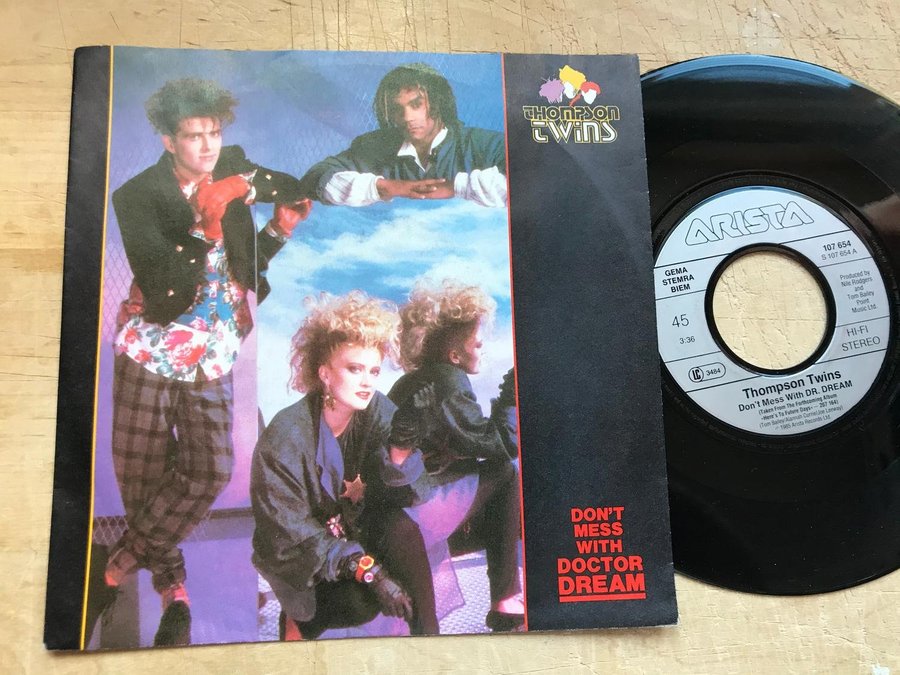 THOMPSON
TWINS
DON'T
MESS
WITH
DOCTOR
DREAM
ARISTA
GEMA
STEMRA
BIEM
45
3:36
LC 3484
107 654
S 107 654 A
Produced by
Nile Rodgers
and
Tom Bailey
Point
Music Ltd.
HI-FI
STEREO
Thompson Twins
Don't Mess With DR. DREAM
(Taken From The Forthcoming Album
-Here's To Future Days- — 207 164)
(Tom Bailey/Alannah Currie/Joe Leeway)
℗ 1985 Arista Records Ltd.